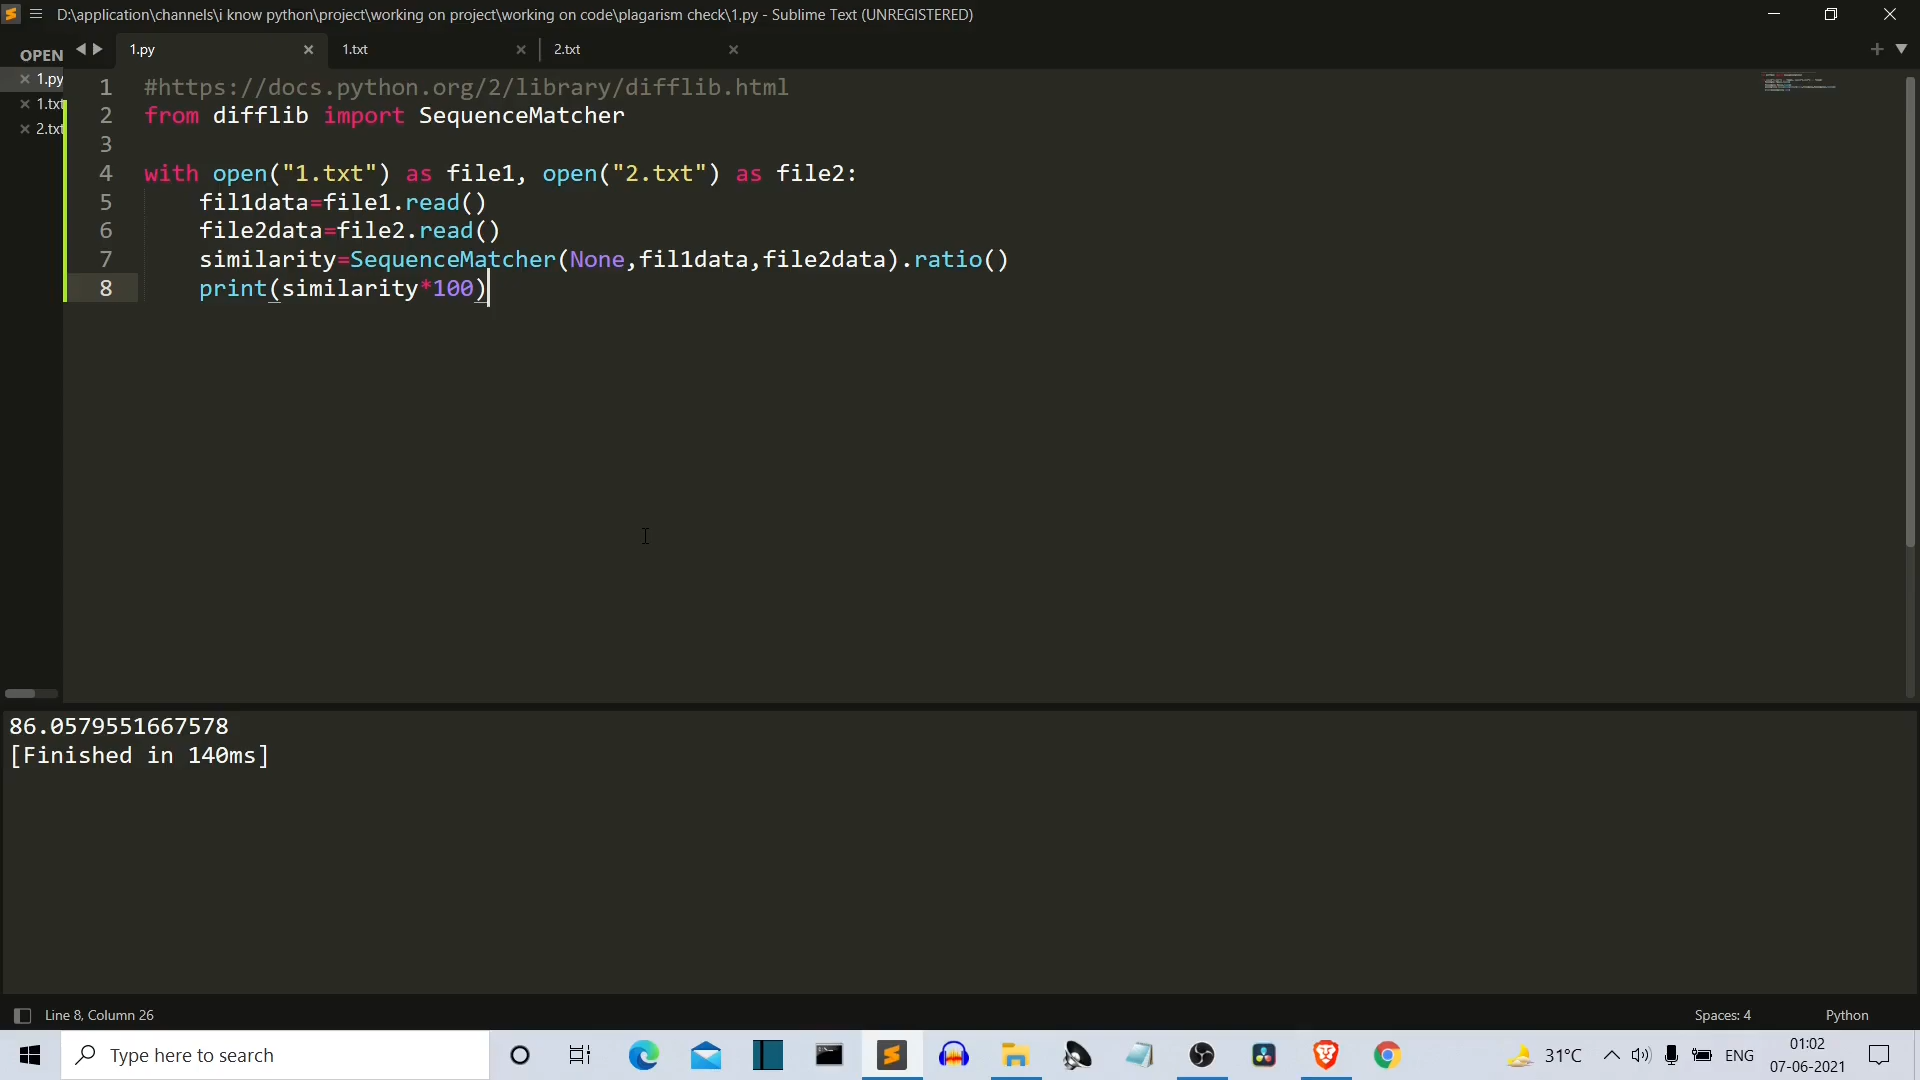 D:\application\channels\i know python\project\working on project\working on code\plagarism check\1.py - Sublime Text (UNREGISTERED)
OPEN
1.py
1.txt
2.txt
1.py
1.txt
2.txt
1 #https://docs.python.org/2/library/difflib.html
2 from difflib import SequenceMatcher
3
4 with open("1.txt") as file1, open("2.txt") as file2:
5 fil1data=file1.read()
6 file2data=file2.read()
7 similarity=SequenceMatcher(None,fil1data,file2data).ratio()
8 print(similarity*100)
86.0579551667578
[Finished in 140ms]
Line 8, Column 26
Spaces: 4
Python
Type here to search
31°C
ENG
01:02
07-06-2021